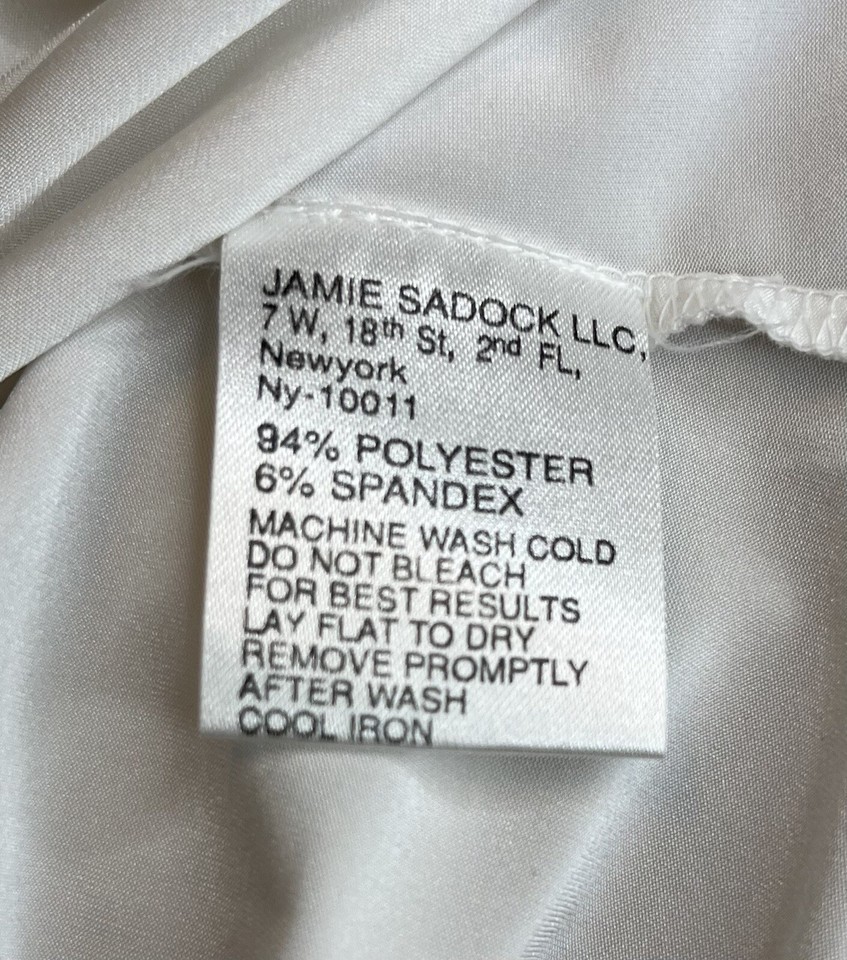 JAMIE SADOCK LLC,
7 W, 18th St, 2nd FL,
Newyork
Ny-10011
94% POLYESTER
6% SPANDEX
MACHINE WASH COLD
DO NOT BLEACH
FOR BEST RESULTS
LAY FLAT TO DRY
REMOVE PROMPTLY
AFTER WASH
COOL IRON